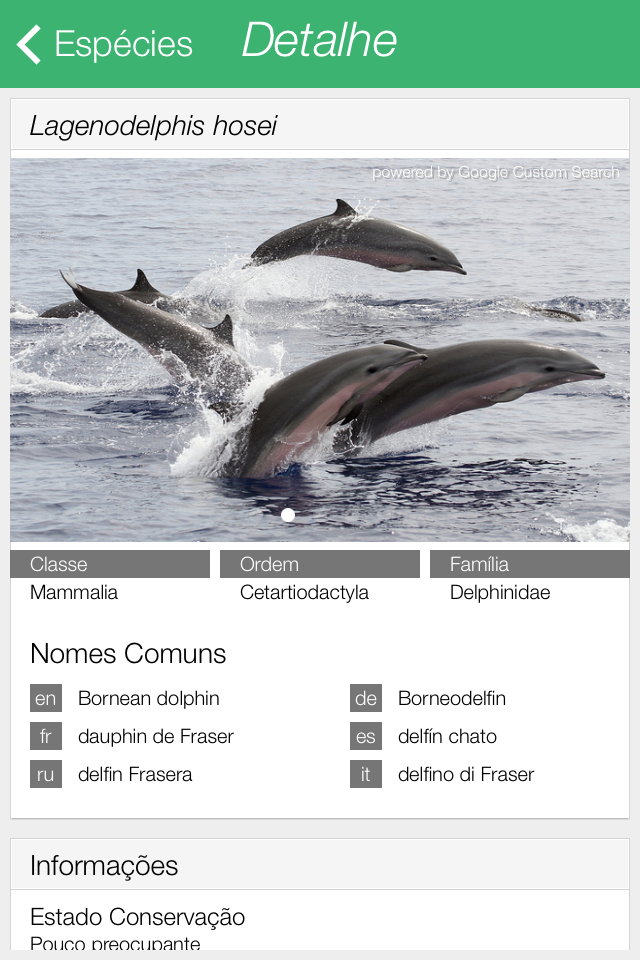 Espécies
Detalhe
Lagenodelphis hosei
powered by Google Custom Search
Classe
Ordem
Família
Mammalia
Cetartiodactyla
Delphinidae
Nomes Comuns
en Bornean dolphin
de Borneodelfin
fr dauphin de Fraser
es delfín chato
ru delfin Frasera
it delfino di Fraser
Informações
Estado Conservação
Pouco preocupante